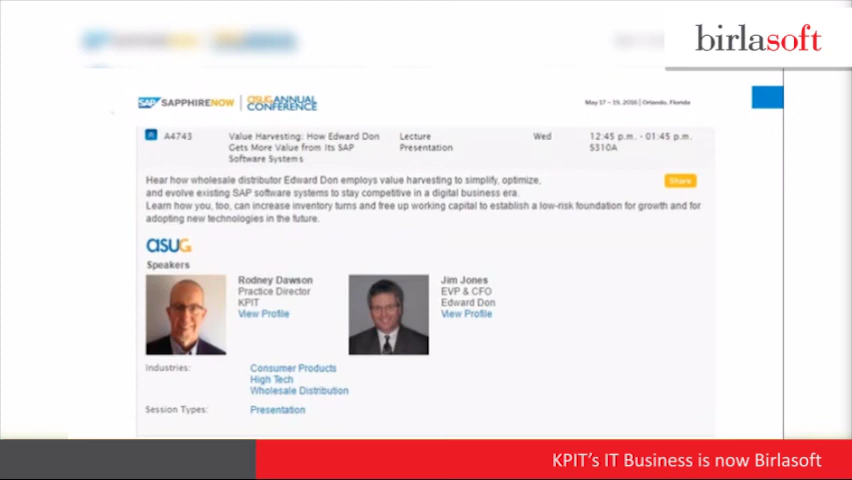 birlasoft
SAP SAPPHIRENOW | asug ANNUAL CONFERENCE
May 17 – 19, 2016 | Orlando, Florida
A4743 Value Harvesting: How Edward Don Lecture Wed 12:45 p.m. - 01:45 p.m.
Gets More Value from Its SAP Presentation S310A
Software Systems
Hear how wholesale distributor Edward Don employs value harvesting to simplify, optimize,
Share
and evolve existing SAP software systems to stay competitive in a digital business era.
Learn how you, too, can increase inventory turns and free up working capital to establish a low-risk foundation for growth and for
adopting new technologies in the future.
asug
Speakers
Rodney Dawson
Practice Director
KPIT
View Profile
Jim Jones
EVP & CFO
Edward Don
View Profile
Industries: Consumer Products
High Tech
Wholesale Distribution
Session Types: Presentation
KPIT's IT Business is now Birlasoft